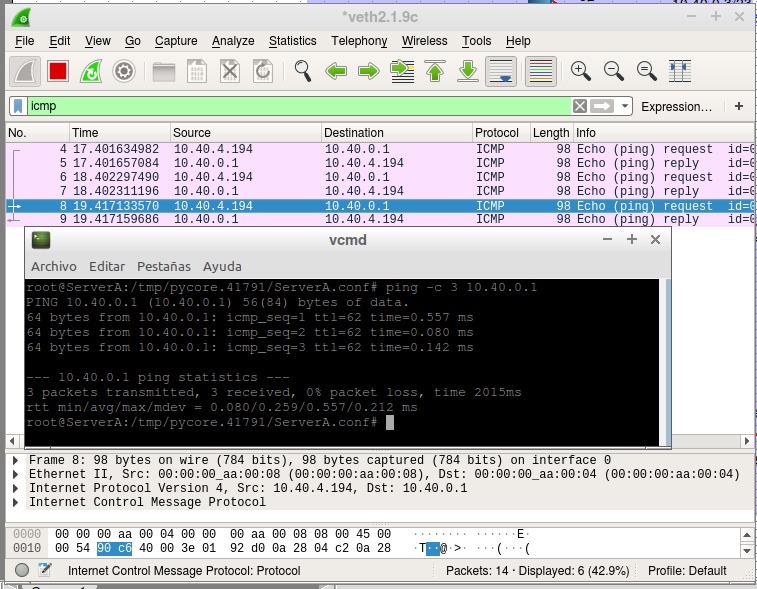 *veth2.1.9c
File Edit View Go Capture Analyze Statistics Telephony Wireless Tools Help
icmp Expression... +
No. Time Source Destination Protocol Length Info
4 17.401634982 10.40.4.194 10.40.0.1 ICMP 98 Echo (ping) request id=0
5 17.401657084 10.40.0.1 10.40.4.194 ICMP 98 Echo (ping) reply id=0
6 18.402297490 10.40.4.194 10.40.0.1 ICMP 98 Echo (ping) request id=0
7 18.402311196 10.40.0.1 10.40.4.194 ICMP 98 Echo (ping) reply id=0
8 19.417133570 10.40.4.194 10.40.0.1 ICMP 98 Echo (ping) request id=0
9 19.417159686 10.40.0.1 10.40.4.194 ICMP 98 Echo (ping) reply id=0
vcmd
Archivo Editar Pestañas Ayuda
root@ServerA:/tmp/pycore.41791/ServerA.conf# ping -c 3 10.40.0.1
PING 10.40.0.1 (10.40.0.1) 56(84) bytes of data.
64 bytes from 10.40.0.1: icmp_seq=1 ttl=62 time=0.557 ms
64 bytes from 10.40.0.1: icmp_seq=2 ttl=62 time=0.080 ms
64 bytes from 10.40.0.1: icmp_seq=3 ttl=62 time=0.142 ms
--- 10.40.0.1 ping statistics ---
3 packets transmitted, 3 received, 0% packet loss, time 2015ms
rtt min/avg/max/mdev = 0.080/0.259/0.557/0.212 ms
root@ServerA:/tmp/pycore.41791/ServerA.conf#
Frame 8: 98 bytes on wire (784 bits), 98 bytes captured (784 bits) on interface 0
Ethernet II, Src: 00:00:00_aa:00:08 (00:00:00:aa:00:08), Dst: 00:00:00_aa:00:04 (00:00:00:aa:00:04)
Internet Protocol Version 4, Src: 10.40.4.194, Dst: 10.40.0.1
Internet Control Message Protocol
0000 00 00 00 aa 00 04 00 00 00 aa 00 08 08 00 45 00 ········ ······E·
0010 00 54 90 c6 40 00 3e 01 92 d0 0a 28 04 c2 0a 28 ·T··@·>· ···(···(
Internet Control Message Protocol: Protocol Packets: 14 · Displayed: 6 (42.9%) Profile: Default